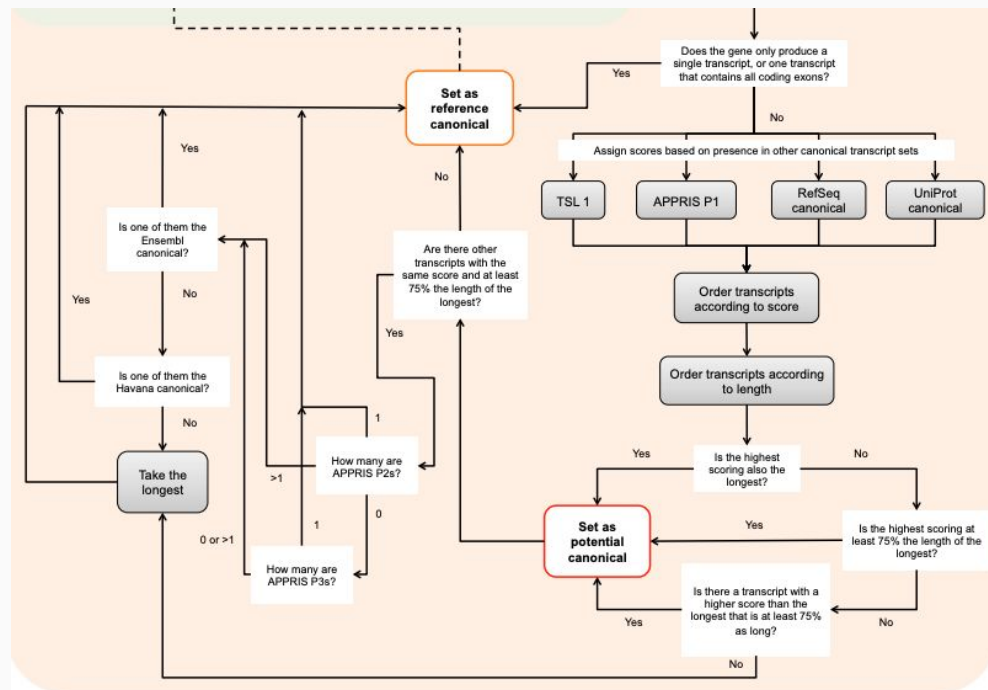 Does the gene only produce a
single transcript, or one transcript
that contains all coding exons?
Yes
Set as
reference
canonical
No
Yes
No
Assign scores based on presence in other canonical transcript sets
TSL 1
APPRIS P1
RefSeq
canonical
UniProt
canonical
Is one of them the
Ensembl
canonical?
Are there other
transcripts with the
same score and at least
75% the length of the
longest?
Order transcripts
according to score
No
Yes
Yes
Is one of them the
Havana canonical?
Order transcripts according
to length
No
1
Take the
longest
How many are
APPRIS P2s?
>1
0
Yes
Is the highest
scoring also the
longest?
No
Set as
potential
canonical
Yes
Is the highest scoring at
least 75% the length of the
longest?
0 or >1
1
How many are
APPRIS P3s?
Is there a transcript with a
higher score than the
longest that is at least 75%
as long?
Yes
No
No